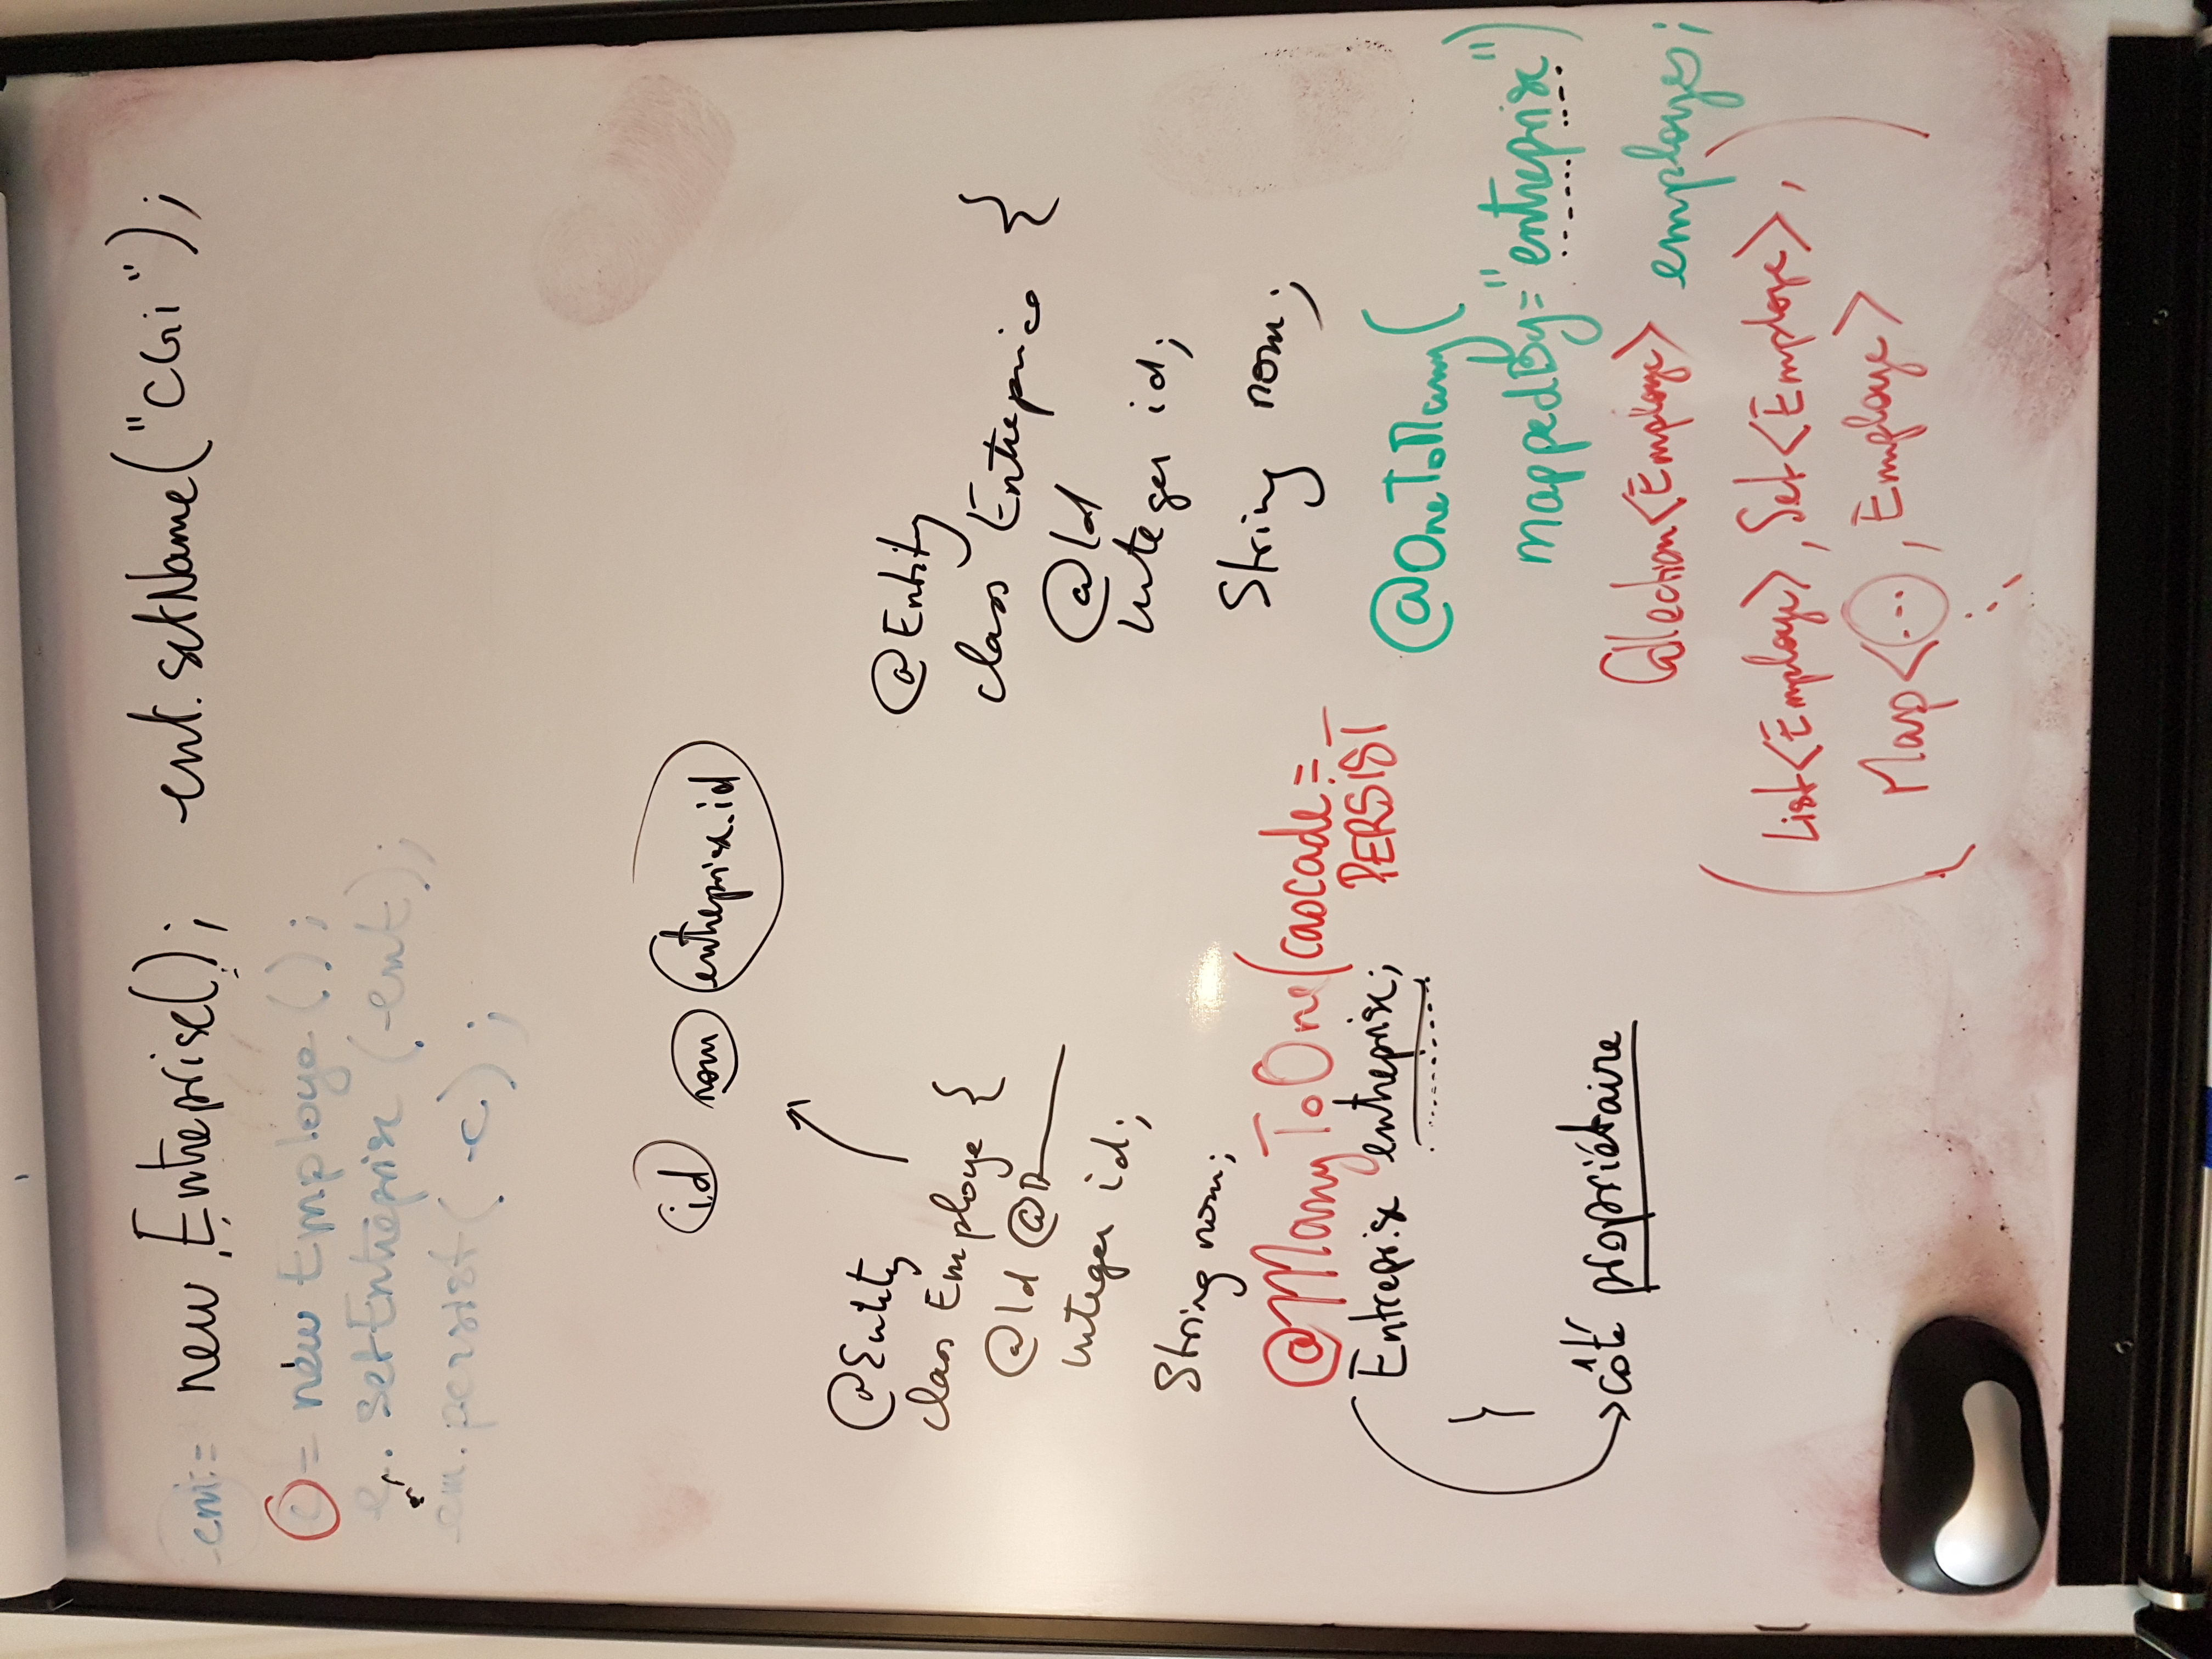 ent = new Entreprise(); ent.setName("CGi");
e = new Employe();
e. setEntreprise (ent);
em.persist(e);
id nom entreprise.id
@Entity
class Employe {
@Id @
Integer id;
String nom;
@ManyToOne(cascade=_
PERSIST
Entreprise entreprise;
}
côté propriétaire
@Entity
class Entreprise {
@Id
Integer id;
String nom;
@OneToMany(
mappedBy="entreprise")
Collection<Employe> employes;
(List<Employe>, Set<Employe>,
Map<..., Employe>)